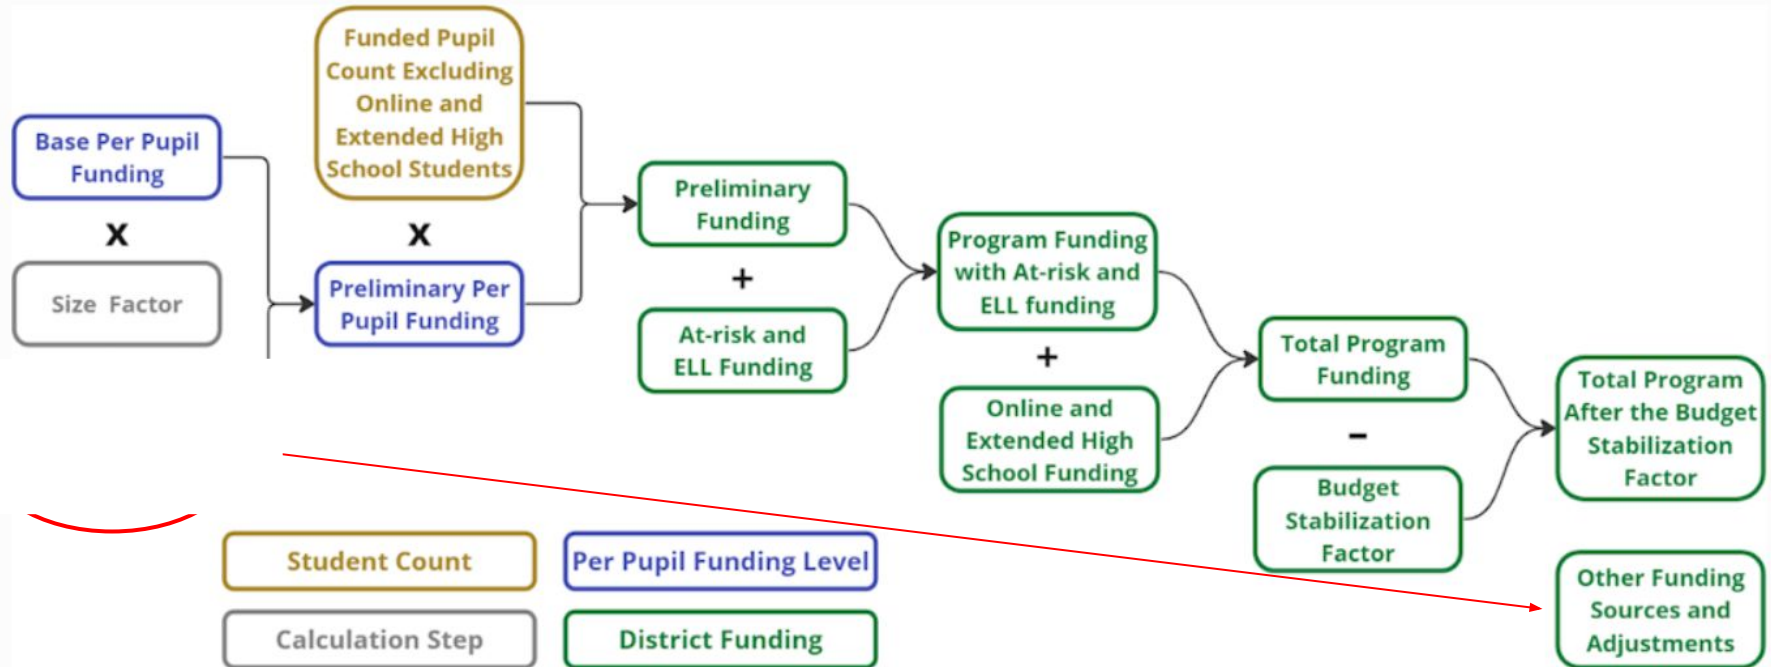 Base Per Pupil
Funding
x
Size Factor
Funded Pupil
Count Excluding
Online and
Extended High
School Students
x
Preliminary Per
Pupil Funding
Preliminary
Funding
+
At-risk and
ELL Funding
Program Funding
with At-risk and
ELL funding
+
Online and
Extended High
School Funding
Total Program
Funding
-
Budget
Stabilization
Factor
Total Program
After the Budget
Stabilization
Factor
Other Funding
Sources and
Adjustments
Student Count
Per Pupil Funding Level
Calculation Step
District Funding